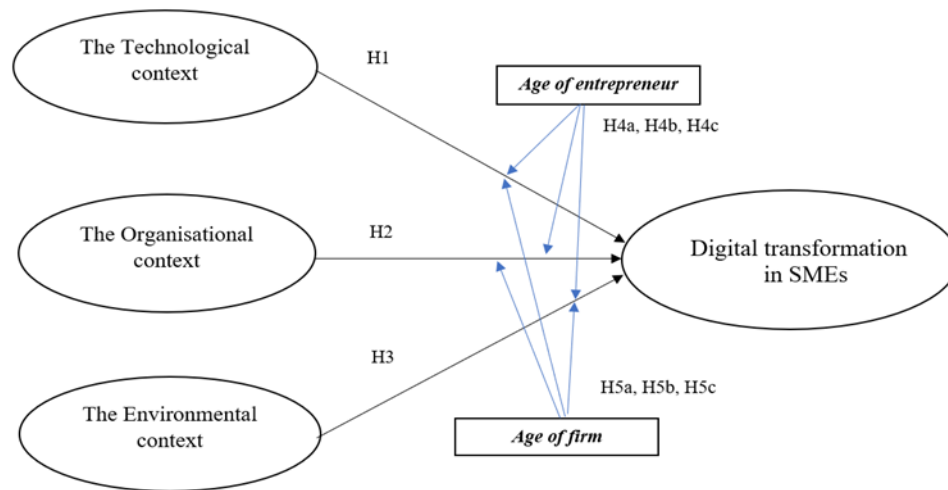 The Technological
context
H1
Age of entrepreneur
H4a, H4b, H4c
The Organisational
context
H2
Digital transformation
in SMEs
H3
The Environmental
context
H5a, H5b, H5c
Age of firm